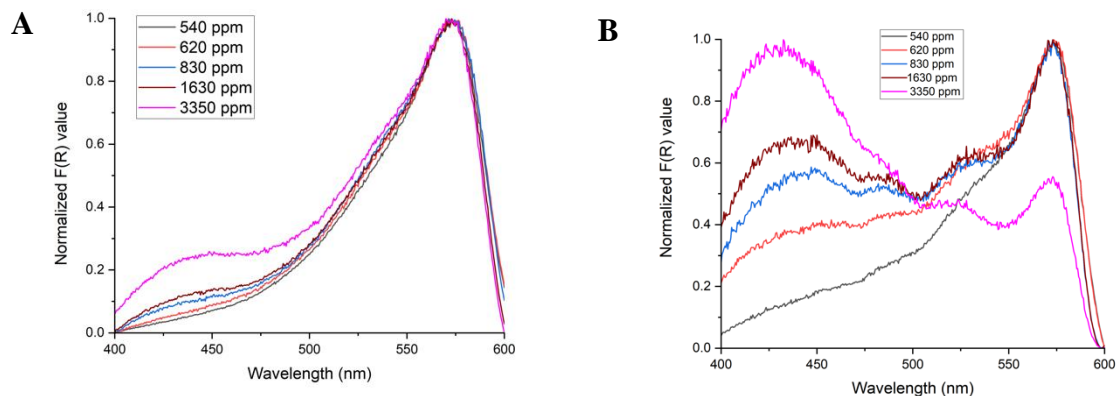 A
540 ppm
620 ppm
830 ppm
1630 ppm
3350 ppm
Normalized F(R) value
1.0
0.8
0.6
0.4
0.2
0.0
400 450 500 550 600
Wavelength (nm)
B
540 ppm
620 ppm
830 ppm
1630 ppm
3350 ppm
Normalized F(R) value
1.0
0.8
0.6
0.4
0.2
0.0
400 450 500 550 600
Wavelength (nm)